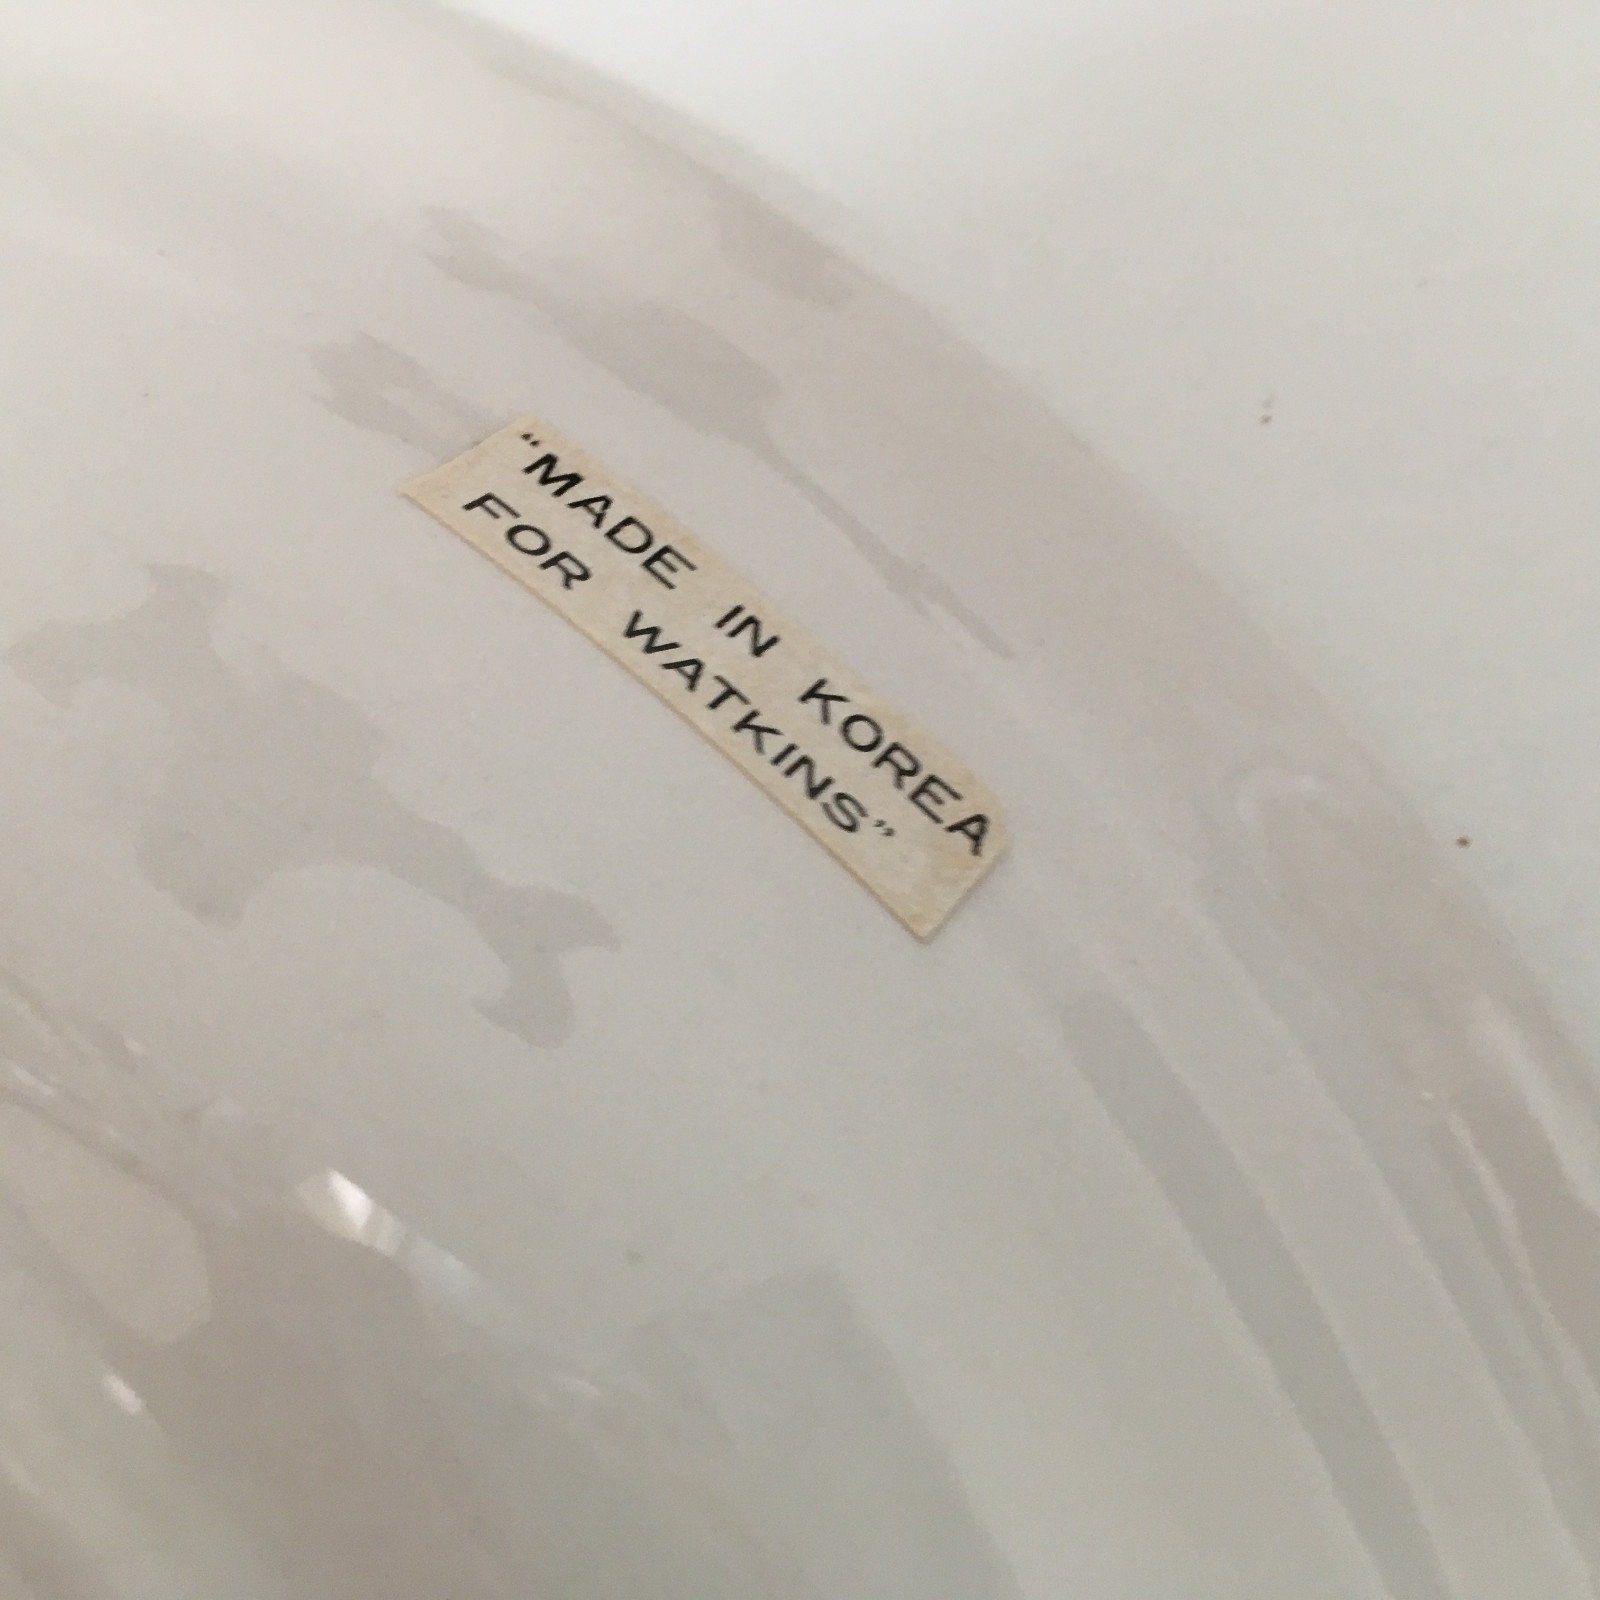 “MADE IN KOREA
FOR WATKINS”